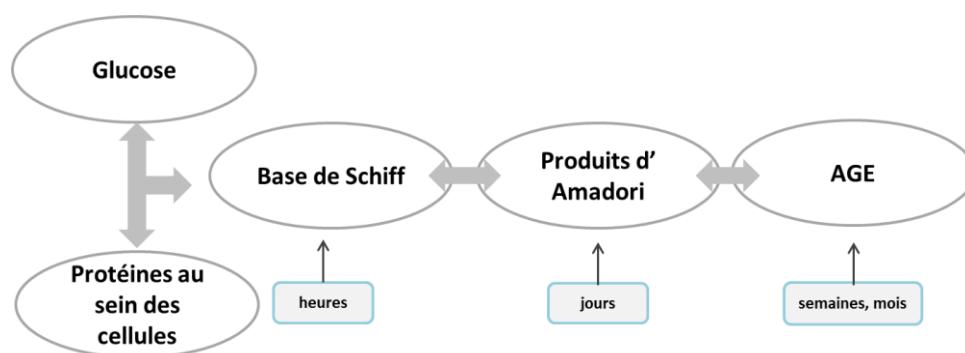 Glucose
Base de Schiff
Produits d’
Amadori
AGE
Protéines au
sein des
cellules
heures
jours
semaines, mois